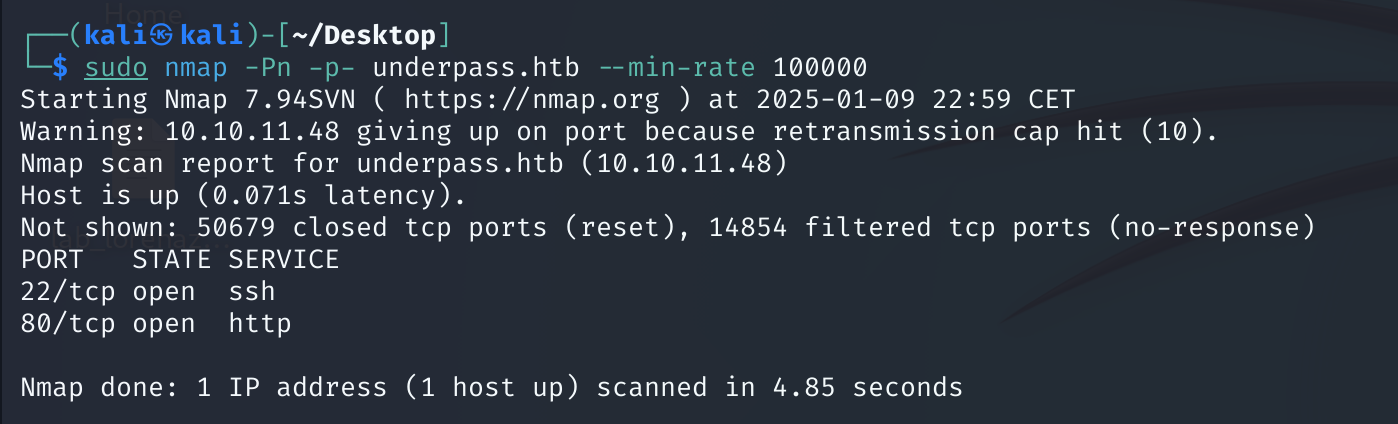 Home
┌──(kali㉿kali)-[~/Desktop]
└─$ sudo nmap -Pn -p- underpass.htb --min-rate 100000
Starting Nmap 7.94SVN ( https://nmap.org ) at 2025-01-09 22:59 CET
Warning: 10.10.11.48 giving up on port because retransmission cap hit (10).
Nmap scan report for underpass.htb (10.10.11.48)
Host is up (0.071s latency).
Not shown: 50679 closed tcp ports (reset), 14854 filtered tcp ports (no-response)
PORT   STATE SERVICE
22/tcp open  ssh
80/tcp open  http
Nmap done: 1 IP address (1 host up) scanned in 4.85 seconds